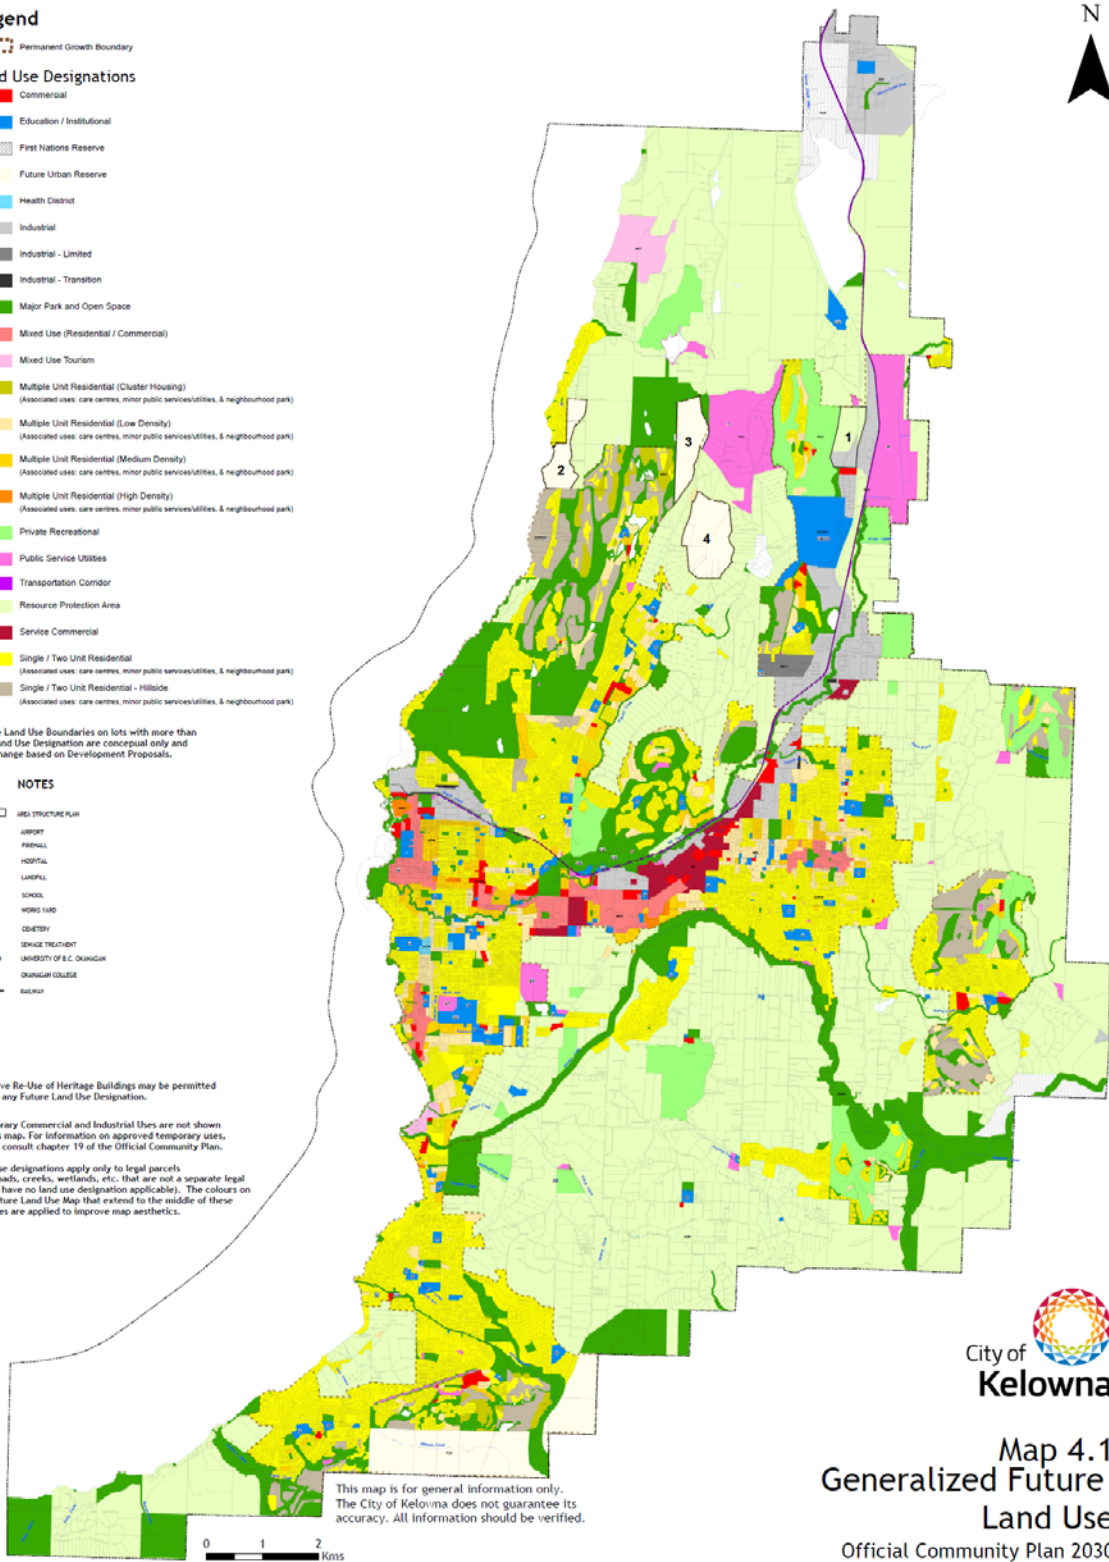 gend
Permanent Growth Boundary
d Use Designations
Commercial
Education / Institutional
First Nations Reserve
Future Urban Reserve
Health District
Industrial
Industrial - Limited
Industrial - Transition
Major Park and Open Space
Mixed Use (Residential / Commercial)
Mixed Use Tourism
Multiple Unit Residential (Cluster Housing)
(Associated uses: care centres, minor public services/utilities, & neighbourhood park)
Multiple Unit Residential (Low Density)
(Associated uses: care centres, minor public services/utilities, & neighbourhood park)
Multiple Unit Residential (Medium Density)
(Associated uses: care centres, minor public services/utilities, & neighbourhood park)
Multiple Unit Residential (High Density)
(Associated uses: care centres, minor public services/utilities, & neighbourhood park)
Private Recreational
Public Service Utilities
Transportation Corridor
Resource Protection Area
Service Commercial
Single / Two Unit Residential
(Associated uses: care centres, minor public services/utilities, & neighbourhood park)
Single / Two Unit Residential - Hillside
(Associated uses: care centres, minor public services/utilities, & neighbourhood park)
Land Use Boundaries on lots with more than
nd Use Designation are concepual only and
hange based on Development Proposals.
NOTES
AREA STRUCTURE PLAN
AIRPORT
FIREHALL
HOSPITAL
LANDFILL
SCHOOL
WORKS YARD
CEMETERY
SEWAGE TREATMENT
UNIVERSITY OF B.C. OKANAGAN
OKANAGAN COLLEGE
RAILWAY
ve Re-Use of Heritage Buildings may be permitted
any Future Land Use Designation.
rary Commercial and Industrial Uses are not shown
s map. For information on approved temporary uses,
consult chapter 19 of the Official Community Plan.
se designations apply only to legal parcels
oads, creeks, wetlands, etc. that are not a separate legal
have no land use designation applicable). The colours on
ture Land Use Map that extend to the middle of these
es are applied to improve map aesthetics.
N
1
2
3
4
This map is for general information only.
The City of Kelowna does not guarantee its
accuracy. All information should be verified.
0 1 2
Kms
City of
Kelowna
Map 4.1
Generalized Future
Land Use
Official Community Plan 2030